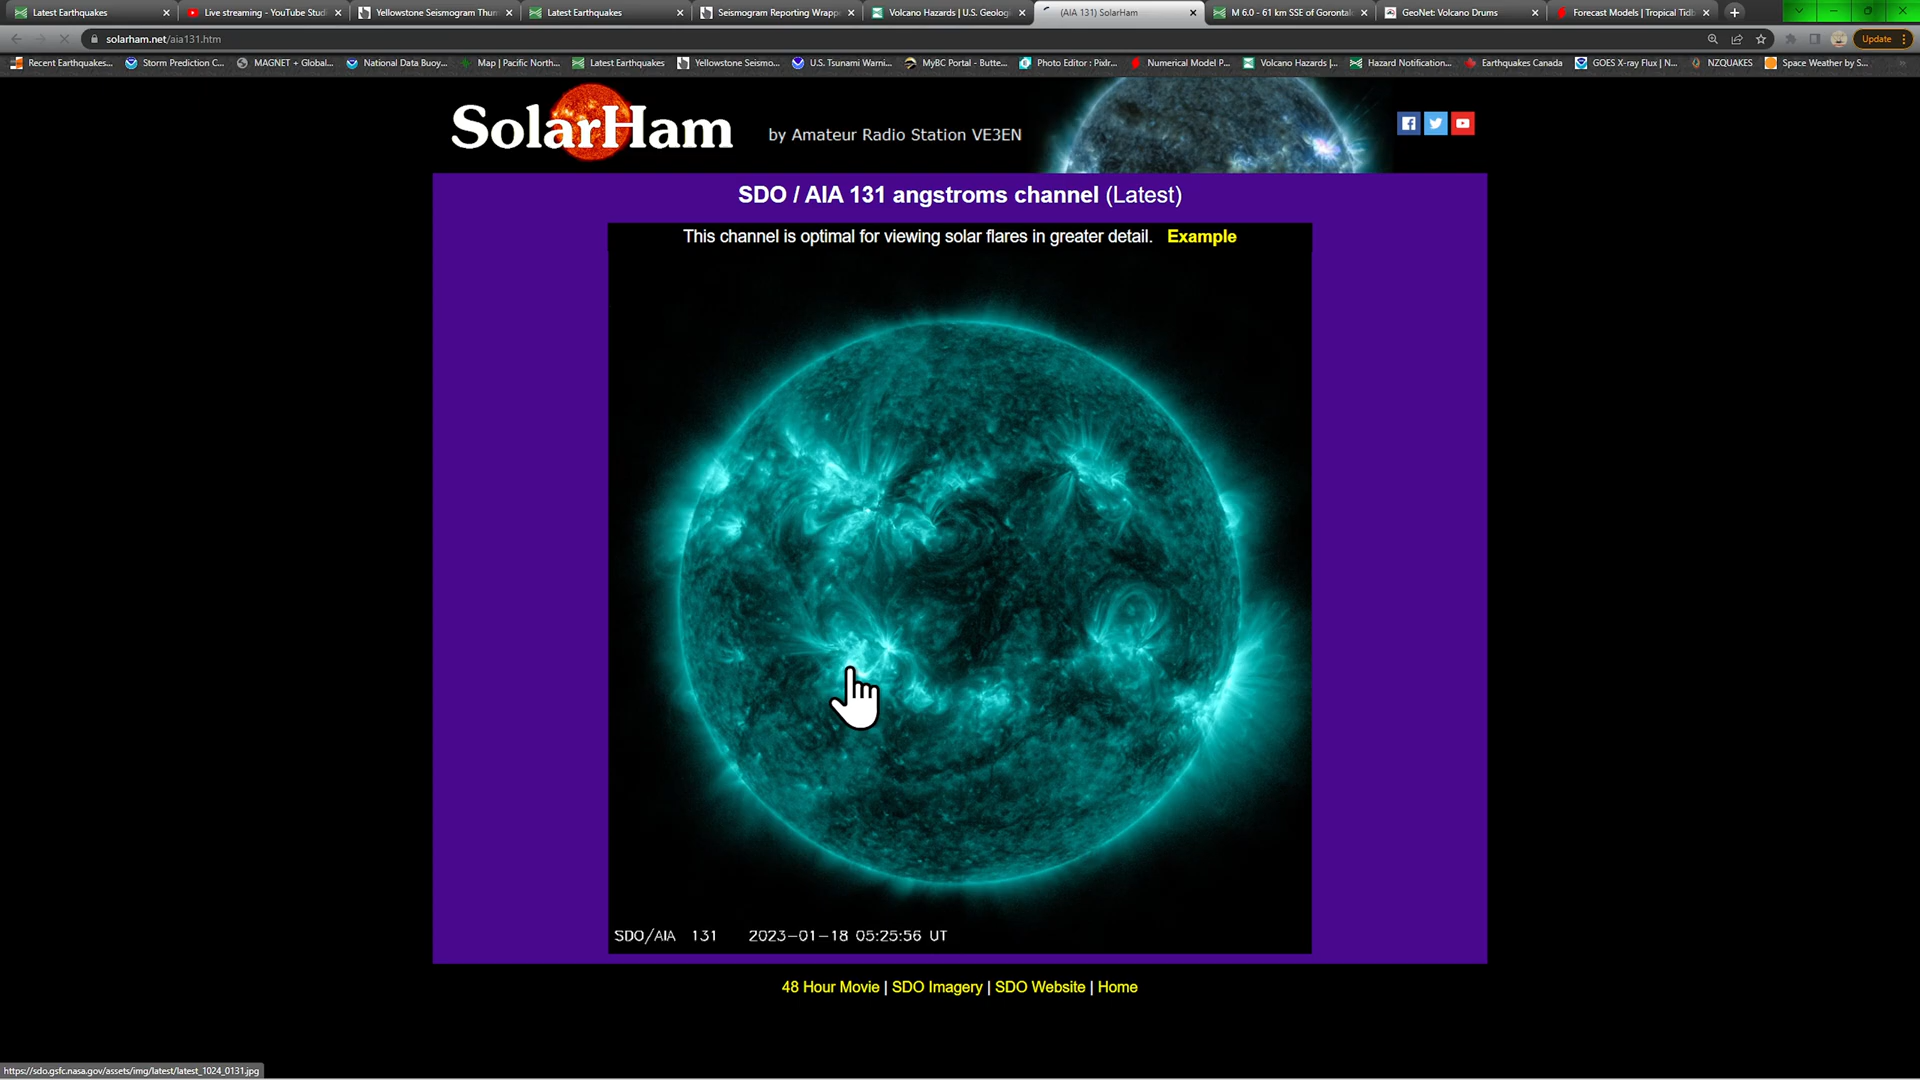 Latest Earthquakes
Live streaming - YouTube Studi
Yellowstone Seismogram Thun
Latest Earthquakes
Seismogram Reporting Wrapp
Volcano Hazards | U.S. Geologi
(AIA 131) SolarHam
M 6.0 - 61 km SSE of Gorontal
GeoNet: Volcano Drums
Forecast Models | Tropical Tidb
solarham.net/aia131.htm
Update
Recent Earthquakes...
Storm Prediction C...
MAGNET + Global...
National Data Buoy...
Map | Pacific North...
Latest Earthquakes
Yellowstone Seismo...
U.S. Tsunami Warni...
MyBC Portal - Butte...
Photo Editor : Pixlr...
Numerical Model P...
Volcano Hazards |...
Hazard Notification...
Earthquakes Canada
GOES X-ray Flux | N...
NZQUAKES
Space Weather by S...
SolarHam
by Amateur Radio Station VE3EN
SDO / AIA 131 angstroms channel (Latest)
This channel is optimal for viewing solar flares in greater detail. Example
SDO/AIA 131 2023-01-18 05:25:56 UT
48 Hour Movie | SDO Imagery | SDO Website | Home
https://sdo.gsfc.nasa.gov/assets/img/latest/latest_1024_0131.jpg